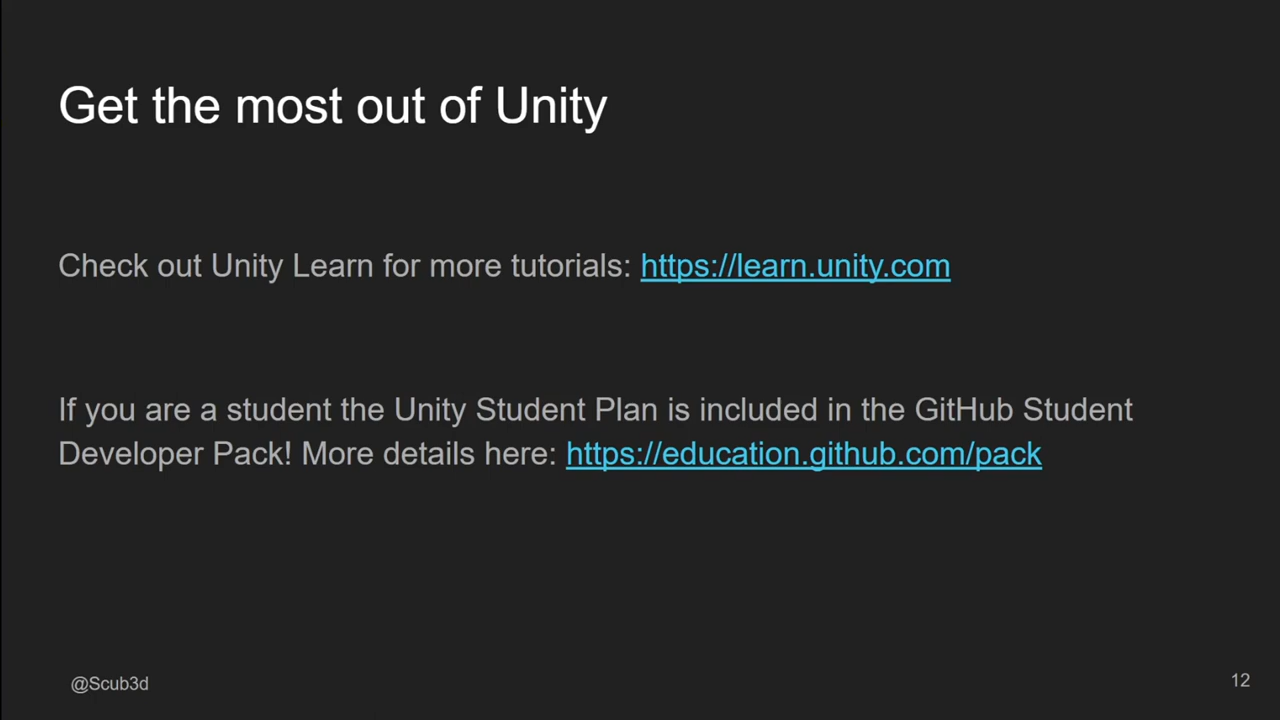 Get the most out of Unity
Check out Unity Learn for more tutorials: https://learn.unity.com
If you are a student the Unity Student Plan is included in the GitHub Student
Developer Pack! More details here: https://education.github.com/pack
@Scub3d
12